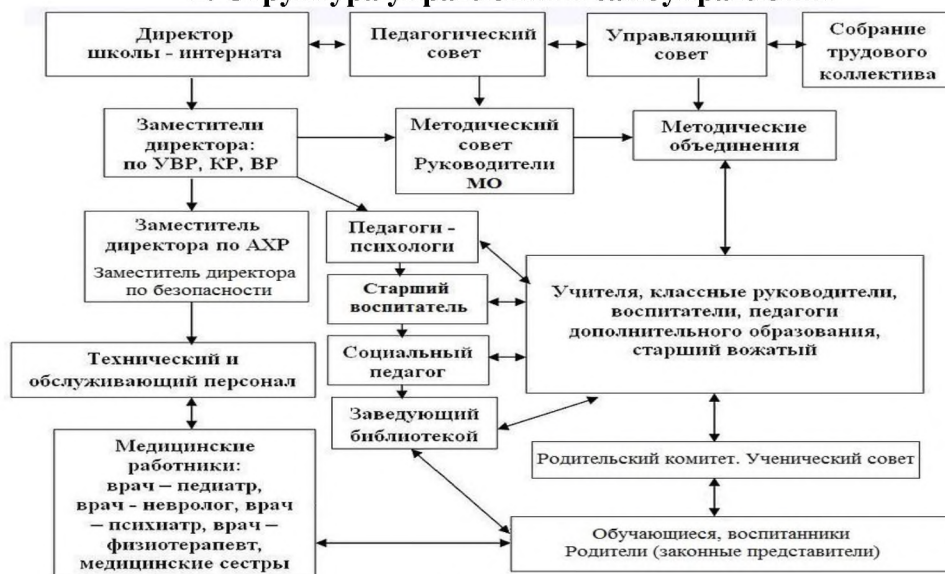 Директор
школы - интерната
Педагогический
совет
Управляющий
совет
Собрание
трудового
коллектива
Заместители
директора:
по УВР, КР, ВР
Методический
совет
Руководители
МО
Методические
объединения
Заместитель
директора по АХР
Заместитель директора
по безопасности
Педагоги -
психологи
Старший
воспитатель
Учителя, классные руководители,
воспитатели, педагоги
дополнительного образования,
старший вожатый
Технический и
обслуживающий персонал
Социальный
педагог
Заведующий
библиотекой
Медицинские
работники:
врач – педиатр,
врач - невролог, врач
– психиатр, врач –
физиотерапевт,
медицинские сестры
Родительский комитет. Ученический совет
Обучающиеся, воспитанники
Родители (законные представители)